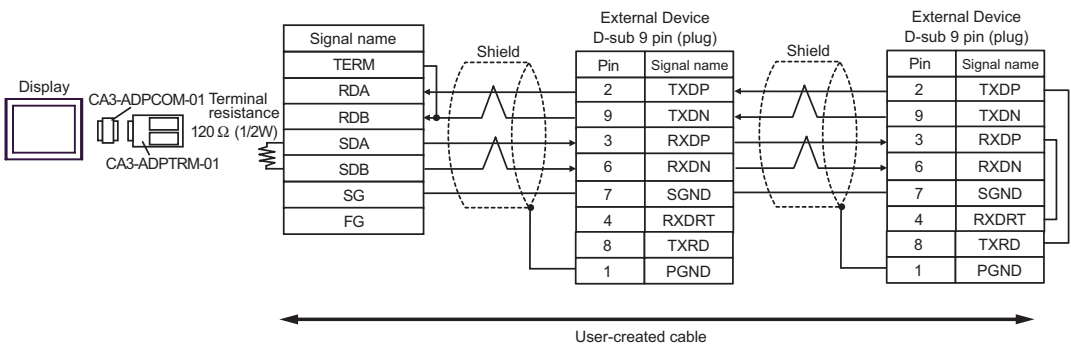 Display
CA3-ADPCOM-01
CA3-ADPTRM-01
Terminal
resistance
120 Ω (1/2W)
Signal name
TERM
RDA
RDB
SDA
SDB
SG
FG
Shield
External Device
D-sub 9 pin (plug)
Pin Signal name
2 TXDP
9 TXDN
3 RXDP
6 RXDN
7 SGND
4 RXDRT
8 TXRD
1 PGND
Shield
External Device
D-sub 9 pin (plug)
Pin Signal name
2 TXDP
9 TXDN
3 RXDP
6 RXDN
7 SGND
4 RXDRT
8 TXRD
1 PGND
User-created cable